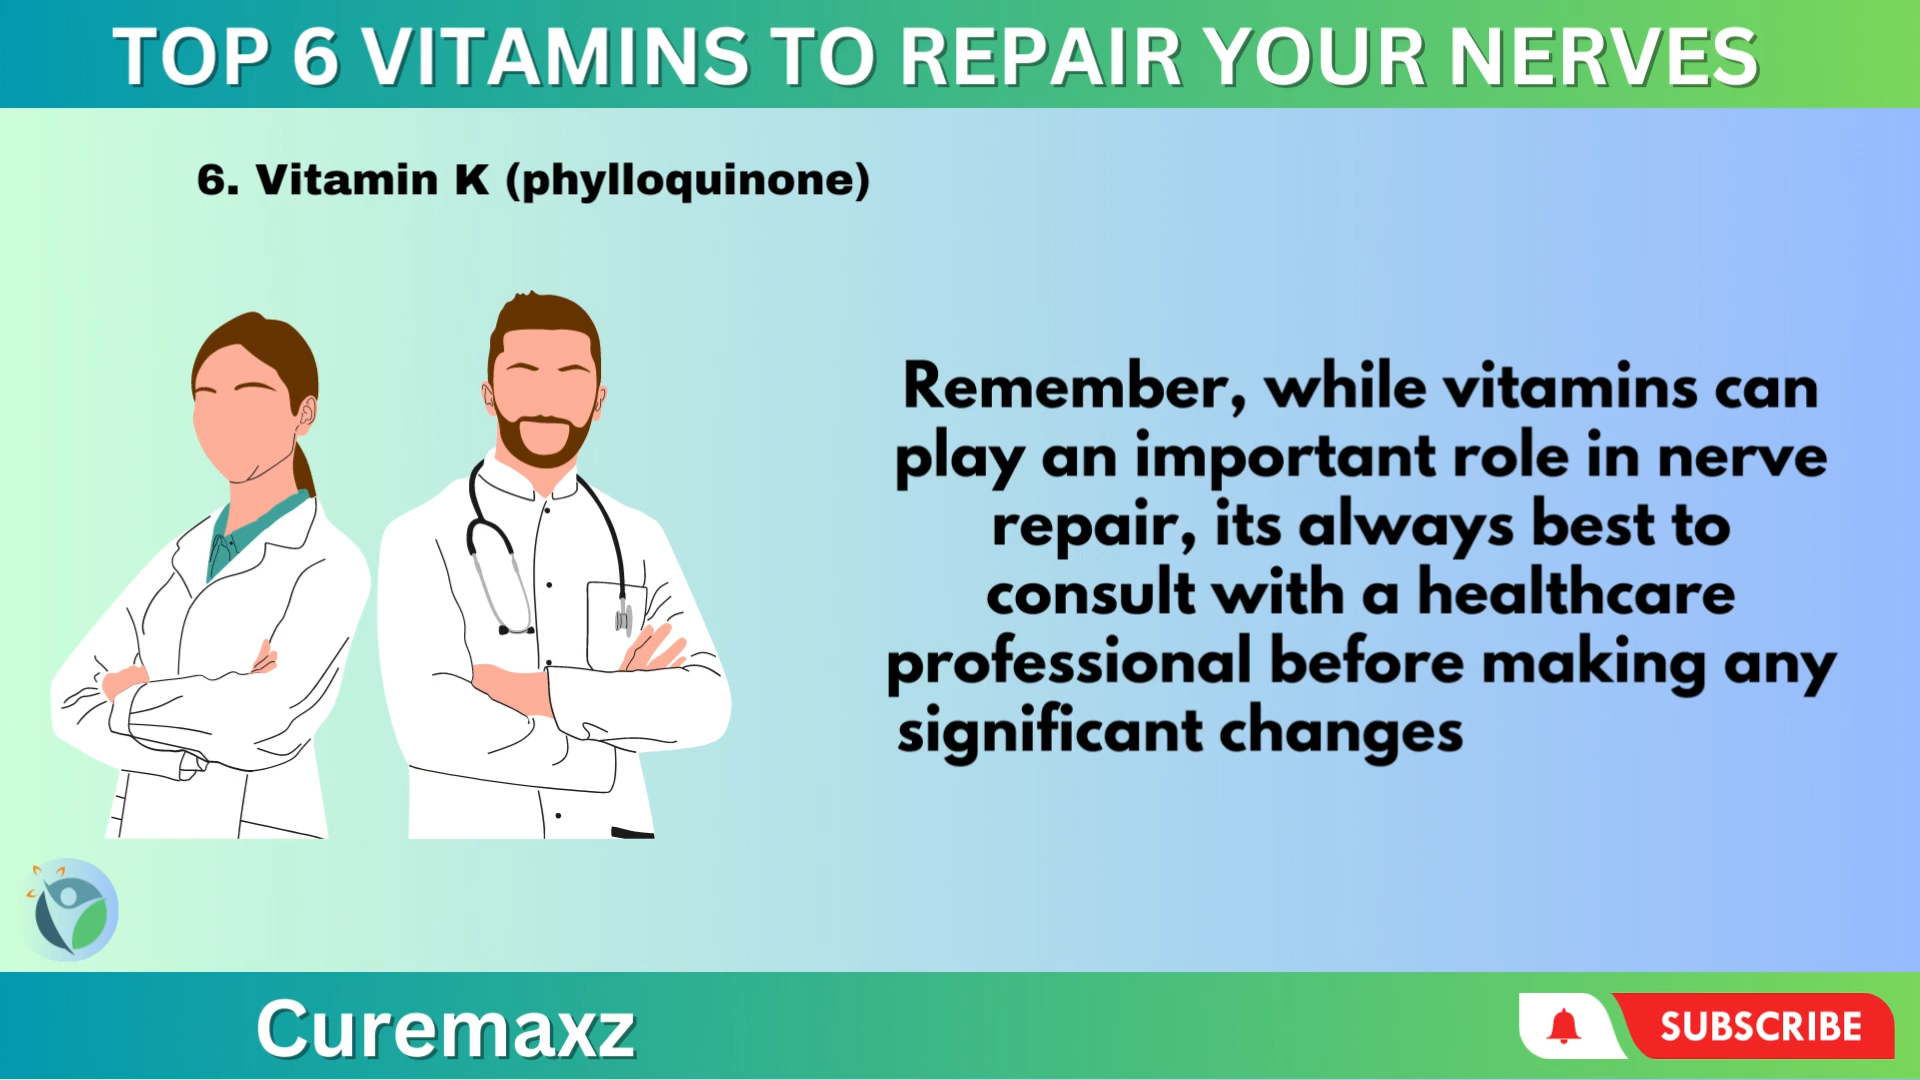 TOP 6 VITAMINS TO REPAIR YOUR NERVES
6. Vitamin K (phylloquinone)
Remember, while vitamins can
play an important role in nerve
repair, its always best to
consult with a healthcare
professional before making any
significant changes
Curemaxz
SUBSCRIBE